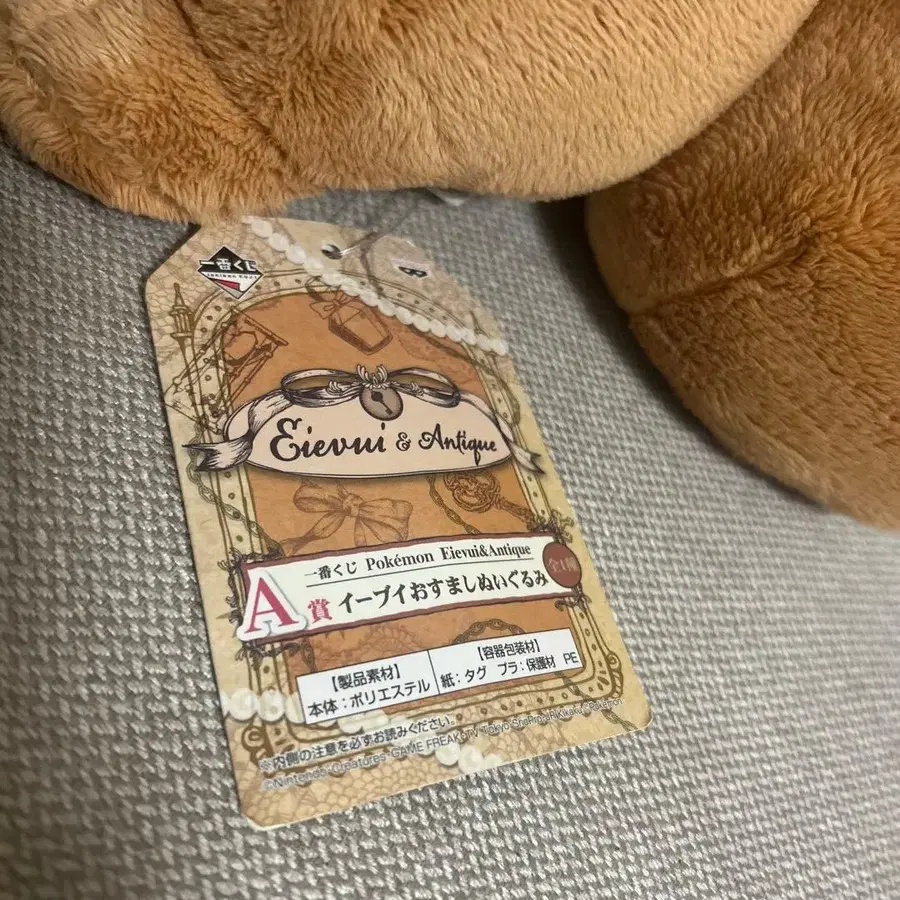 一番くじ
Eievui & Antique
一番くじ Pokémon Eievui&Antique
A賞 イーブイおすましぬいぐるみ 全1種
【製品素材】
本体：ポリエステル
【容器包装材】
紙：タグ プラ：保護材 PE
※内側の注意を必ずお読みください。
©Nintendo・Creatures・GAME FREAK・TV Tokyo・ShoPro・JR Kikaku ©Pokémon